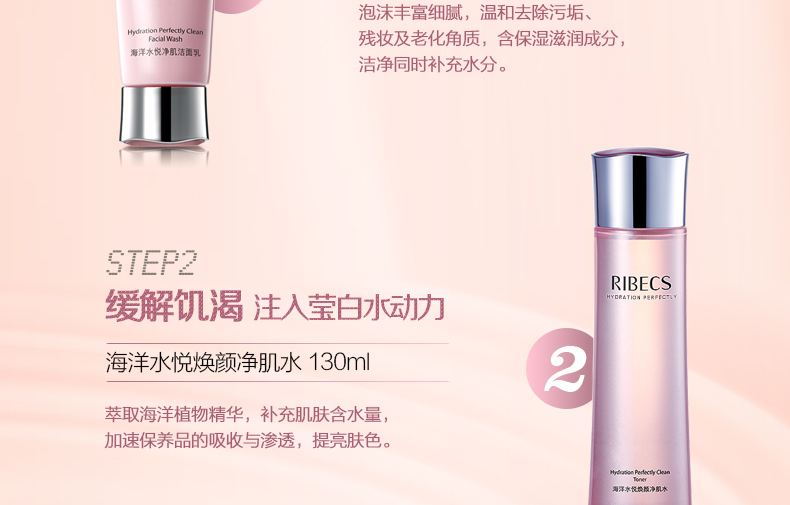 泡沫丰富细腻，温和去除污垢、
残妆及老化角质，含保湿滋润成分，
洁净同时补充水分。
Hydration Perfectly Clean
Facial Wash
海洋水悦净肌洁面乳
STEP2
缓解饥渴 注入莹白水动力
海洋水悦焕颜净肌水 130ml
萃取海洋植物精华，补充肌肤含水量，
加速保养品的吸收与渗透，提亮肤色。
2
RIBECS
HYDRATION PERFECTLY
Hydration Perfectly Clean
Toner
海洋水悦焕颜净肌水